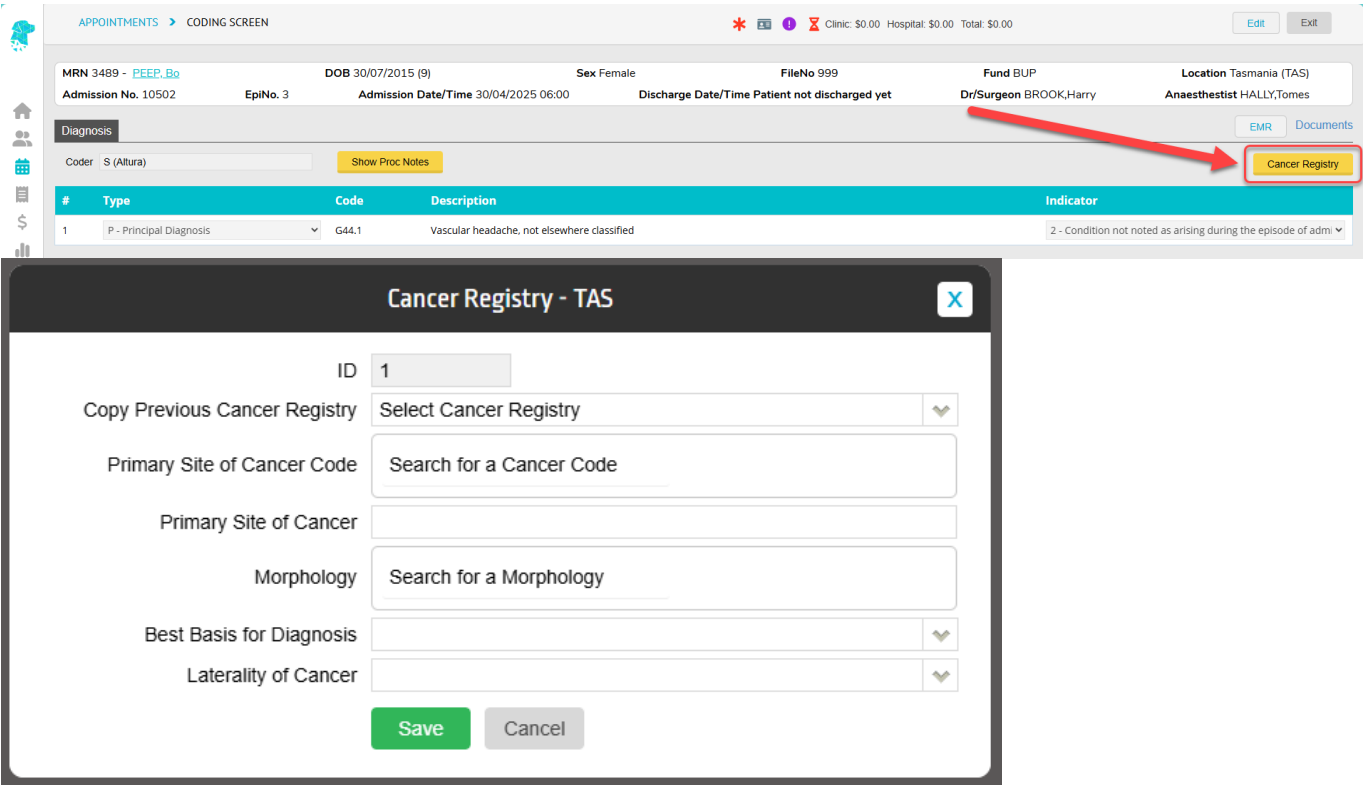 APPOINTMENTS > CODING SCREEN Clinic: $0.00 Hospital: $0.00 Total: $0.00 Edit Exit
MRN 3489 - PEEP, Bo DOB 30/07/2015 (9) Sex Female FileNo 999 Fund BUP Location Tasmania (TAS)
Admission No. 10502 EpiNo. 3 Admission Date/Time 30/04/2025 06:00 Discharge Date/Time Patient not discharged yet Dr/Surgeon BROOK,Harry Anaesthestist HALLY,Tomes
Diagnosis EMR Documents
Coder S (Altura) Show Proc Notes Cancer Registry
# Type Code Description Indicator
1 P - Principal Diagnosis G44.1 Vascular headache, not elsewhere classified 2 - Condition not noted as arising during the episode of admi
Cancer Registry - TAS X
ID 1
Copy Previous Cancer Registry Select Cancer Registry
Primary Site of Cancer Code Search for a Cancer Code
Primary Site of Cancer
Morphology Search for a Morphology
Best Basis for Diagnosis
Laterality of Cancer
Save Cancel